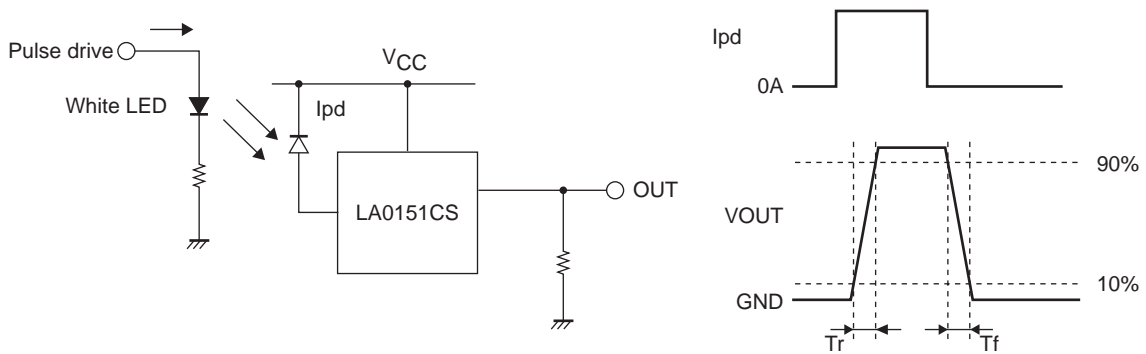 Pulse drive
White LED
VCC
Ipd
LA0151CS
OUT
Ipd
0A
90%
VOUT
10%
GND
Tr
Tf